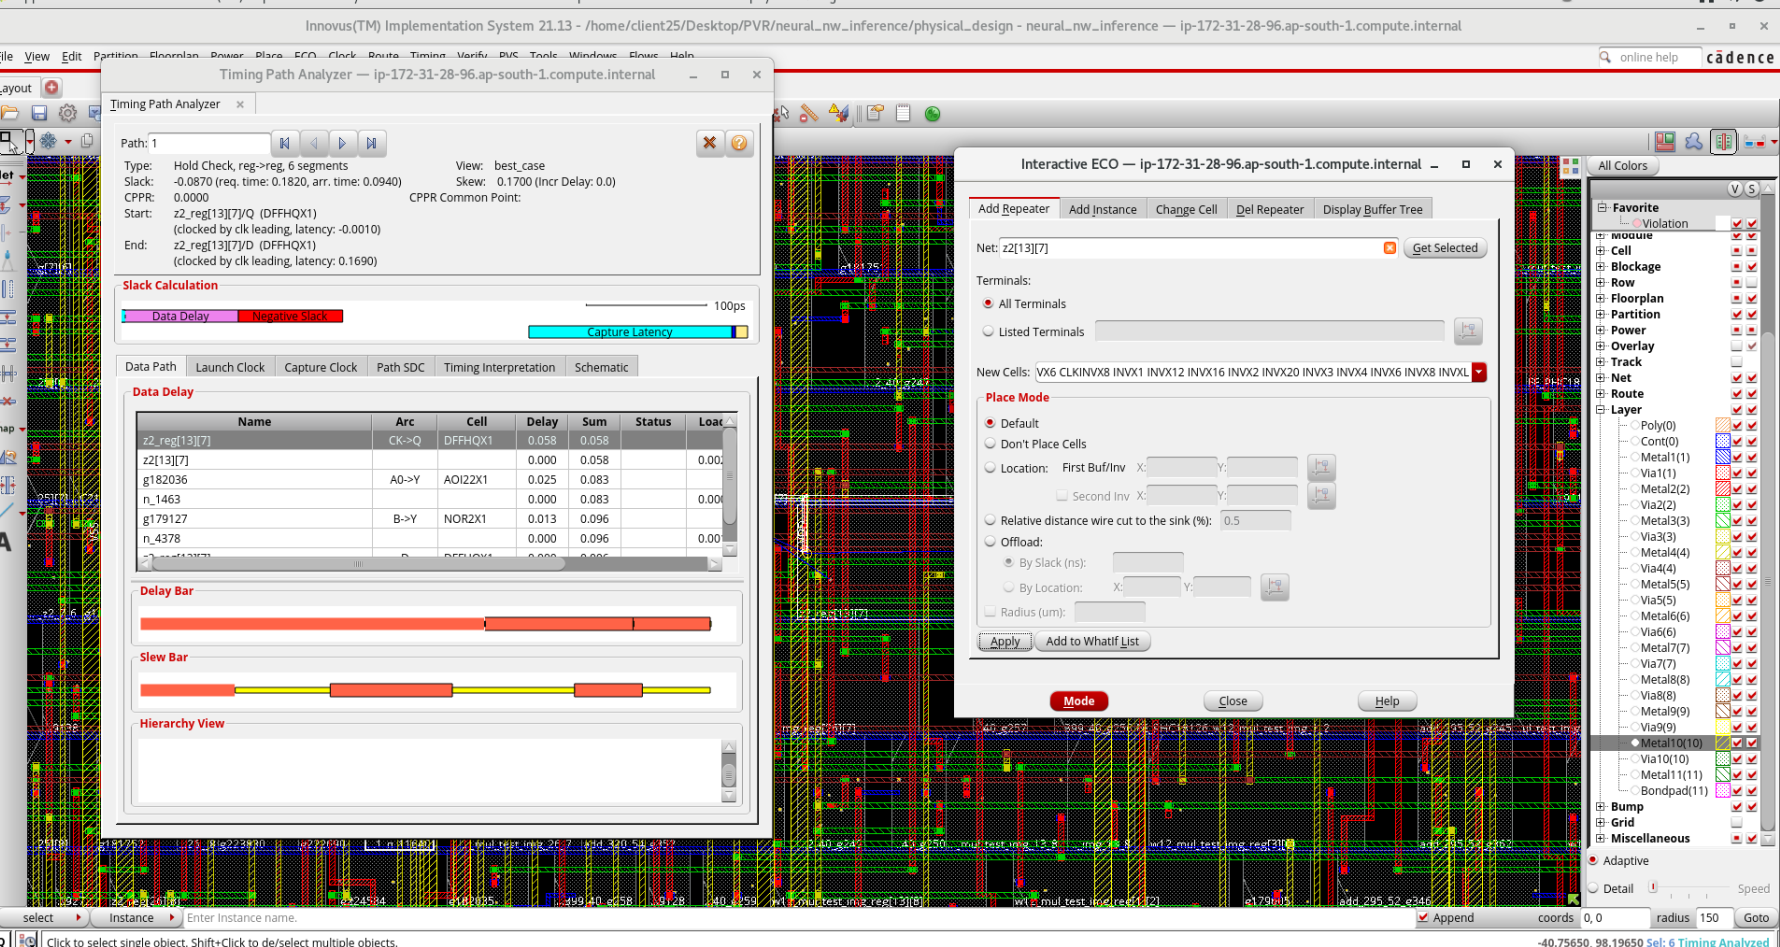 Innovus(TM) Implementation System 21.13 - /home/client25/Desktop/PVR/neural_nw_inference/physical_design - neural_nw_inference — ip-172-31-28-96.ap-south-1.compute.internal
ile View Edit Partition Floorplan Power Place ECO Clock Route Timing Verify PVS Tools Windows Flows Help
online help
cādence
ayout
Timing Path Analyzer — ip-172-31-28-96.ap-south-1.compute.internal
Timing Path Analyzer
Path: 1
Type: Hold Check, reg->reg, 6 segments View: best_case
Slack: -0.0870 (req. time: 0.1820, arr. time: 0.0940) Skew: 0.1700 (Incr Delay: 0.0)
CPPR: 0.0000 CPPR Common Point:
Start: z2_reg[13][7]/Q (DFFHQX1)
(clocked by clk leading, latency: -0.0010)
End: z2_reg[13][7]/D (DFFHQX1)
(clocked by clk leading, latency: 0.1690)
Slack Calculation
100ps
Data Delay Negative Slack
Capture Latency
Data Path Launch Clock Capture Clock Path SDC Timing Interpretation Schematic
Data Delay
Name Arc Cell Delay Sum Status Load
z2_reg[13][7] CK->Q DFFHQX1 0.058 0.058
z2[13][7] 0.000 0.058 0.002
g182036 A0->Y AOI22X1 0.025 0.083
n_1463 0.000 0.083 0.000
g179127 B->Y NOR2X1 0.013 0.096
n_4378 0.000 0.096 0.001
Delay Bar
Slew Bar
Hierarchy View
Interactive ECO — ip-172-31-28-96.ap-south-1.compute.internal
Add Repeater Add Instance Change Cell Del Repeater Display Buffer Tree
Net: z2[13][7] Get Selected
Terminals:
All Terminals
Listed Terminals
New Cells: VX6 CLKINVX8 INVX1 INVX12 INVX16 INVX2 INVX20 INVX3 INVX4 INVX6 INVX8 INVXL
Place Mode
Default
Don't Place Cells
Location: First Buf/Inv X: Y:
Second Inv X: Y:
Relative distance wire cut to the sink (%): 0.5
Offload:
By Slack (ns):
By Location: X: Y:
Radius (um):
Apply Add to WhatIf List
Mode Close Help
All Colors
V S
Favorite
Violation
Module
Cell
Blockage
Row
Floorplan
Partition
Power
Overlay
Track
Net
Route
Layer
Poly(0)
Cont(0)
Metal1(1)
Via1(1)
Metal2(2)
Via2(2)
Metal3(3)
Via3(3)
Metal4(4)
Via4(4)
Metal5(5)
Via5(5)
Metal6(6)
Via6(6)
Metal7(7)
Via7(7)
Metal8(8)
Via8(8)
Metal9(9)
Via9(9)
Metal10(10)
Via10(10)
Metal11(11)
Bondpad(11)
Bump
Grid
Miscellaneous
Adaptive
Detail Speed
select Instance Enter Instance name.
Append coords 0, 0 radius 150 Goto
Click to select single object. Shift+Click to de/select multiple objects.
-40.75650, 98.19650 Sel: 6 Timing Analyzed